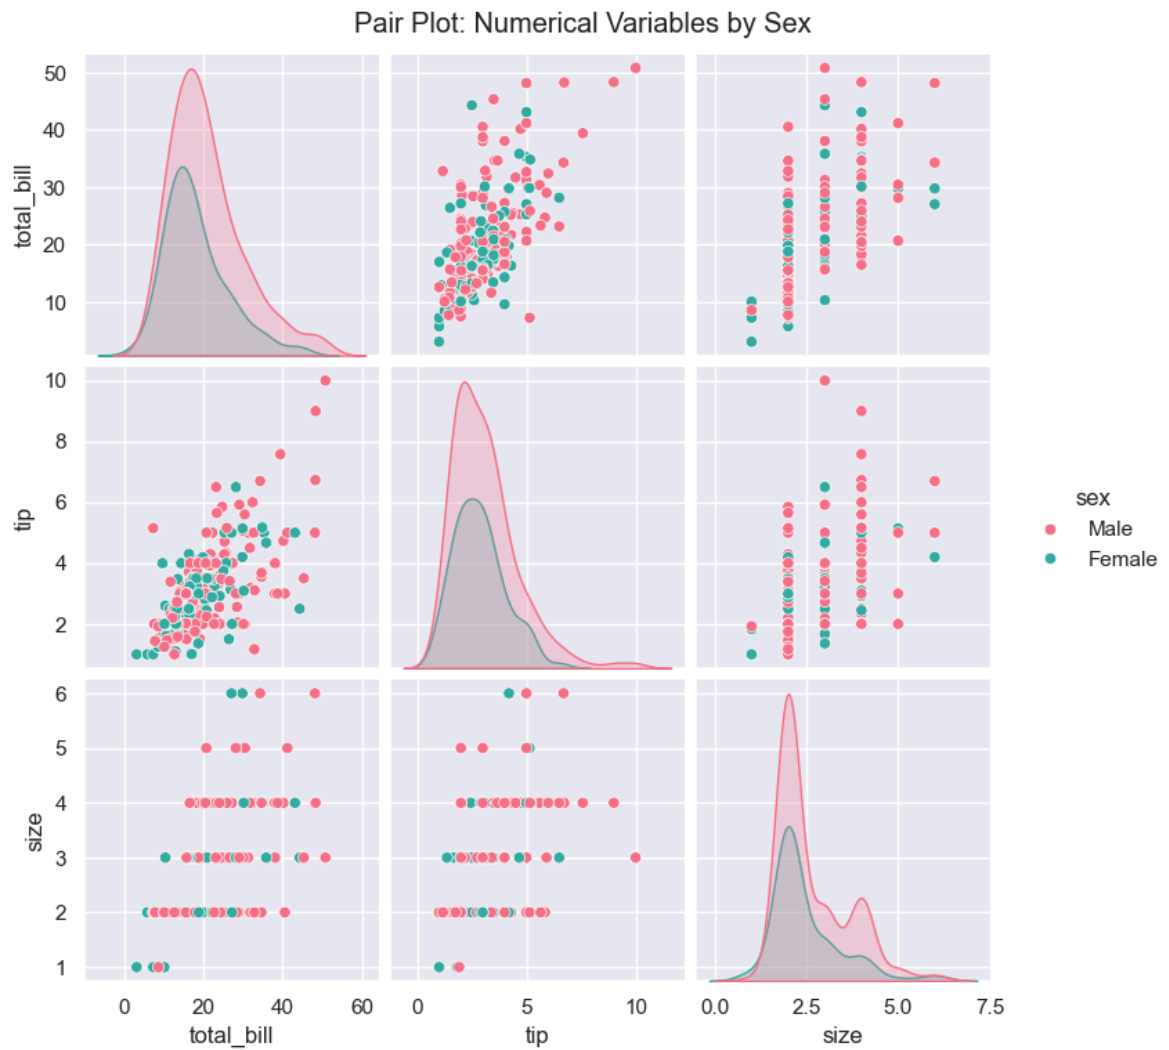 Pair Plot: Numerical Variables by Sex
50
40
30
20
10
total_bill
10
8
6
4
2
tip
sex
Male
Female
6
5
4
3
2
1
size
0 20 40 60
0 5 10
0.0 2.5 5.0 7.5
total_bill
tip
size